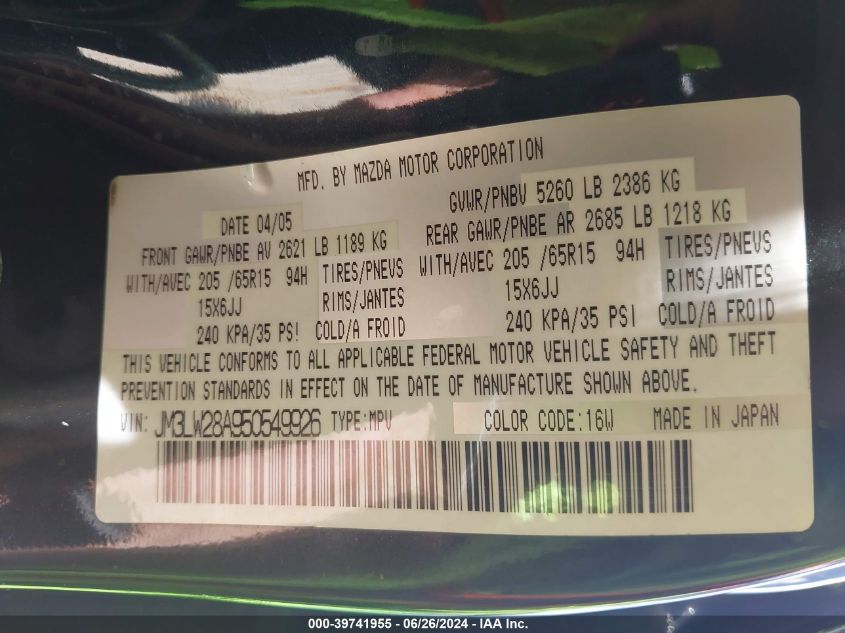 MFD. BY MAZDA MOTOR CORPORATION
DATE 04/05
GVWR/PNBV 5260 LB 2386 KG
FRONT GAWR/PNBE AV 2621 LB 1189 KG
REAR GAWR/PNBE AR 2685 LB 1218 KG
WITH/AVEC 205 /65R15 94H TIRES/PNEVS
WITH/AVEC 205 /65R15 94H TIRES/PNEVS
15X6JJ RIMS/JANTES
15X6JJ RIMS/JANTES
240 KPA/35 PSI COLD/A FROID
240 KPA/35 PSI COLD/A FROID
THIS VEHICLE CONFORMS TO ALL APPLICABLE FEDERAL MOTOR VEHICLE SAFETY AND THEFT
PREVENTION STANDARDS IN EFFECT ON THE DATE OF MANUFACTURE SHOWN ABOVE.
VIN: JM3LW28A950549926 TYPE:MPV COLOR CODE:16W MADE IN JAPAN
000-39741955 - 06/26/2024 - IAA Inc.